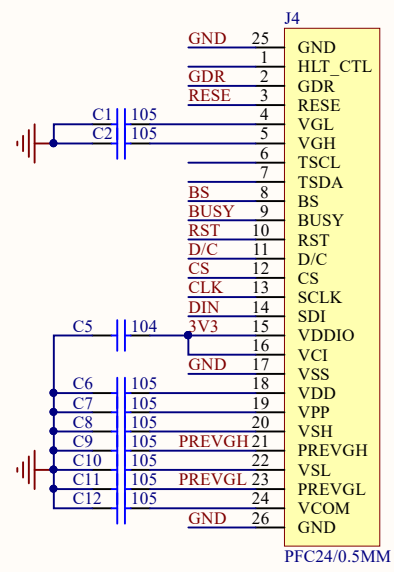 J4
GND 25 GND
1 HLT_CTL
GDR 2 GDR
RESE 3 RESE
C1 105 4 VGL
C2 105 5 VGH
6 TSCL
7 TSDA
BS 8 BS
BUSY 9 BUSY
RST 10 RST
D/C 11 D/C
CS 12 CS
CLK 13 SCLK
DIN 14 SDI
C5 104 3V3 15 VDDIO
16 VCI
GND 17 VSS
C6 105 18 VDD
C7 105 19 VPP
C8 105 20 VSH
C9 105 PREVGH 21 PREVGH
C10 105 22 VSL
C11 105 PREVGL 23 PREVGL
C12 105 24 VCOM
GND 26 GND
PFC24/0.5MM